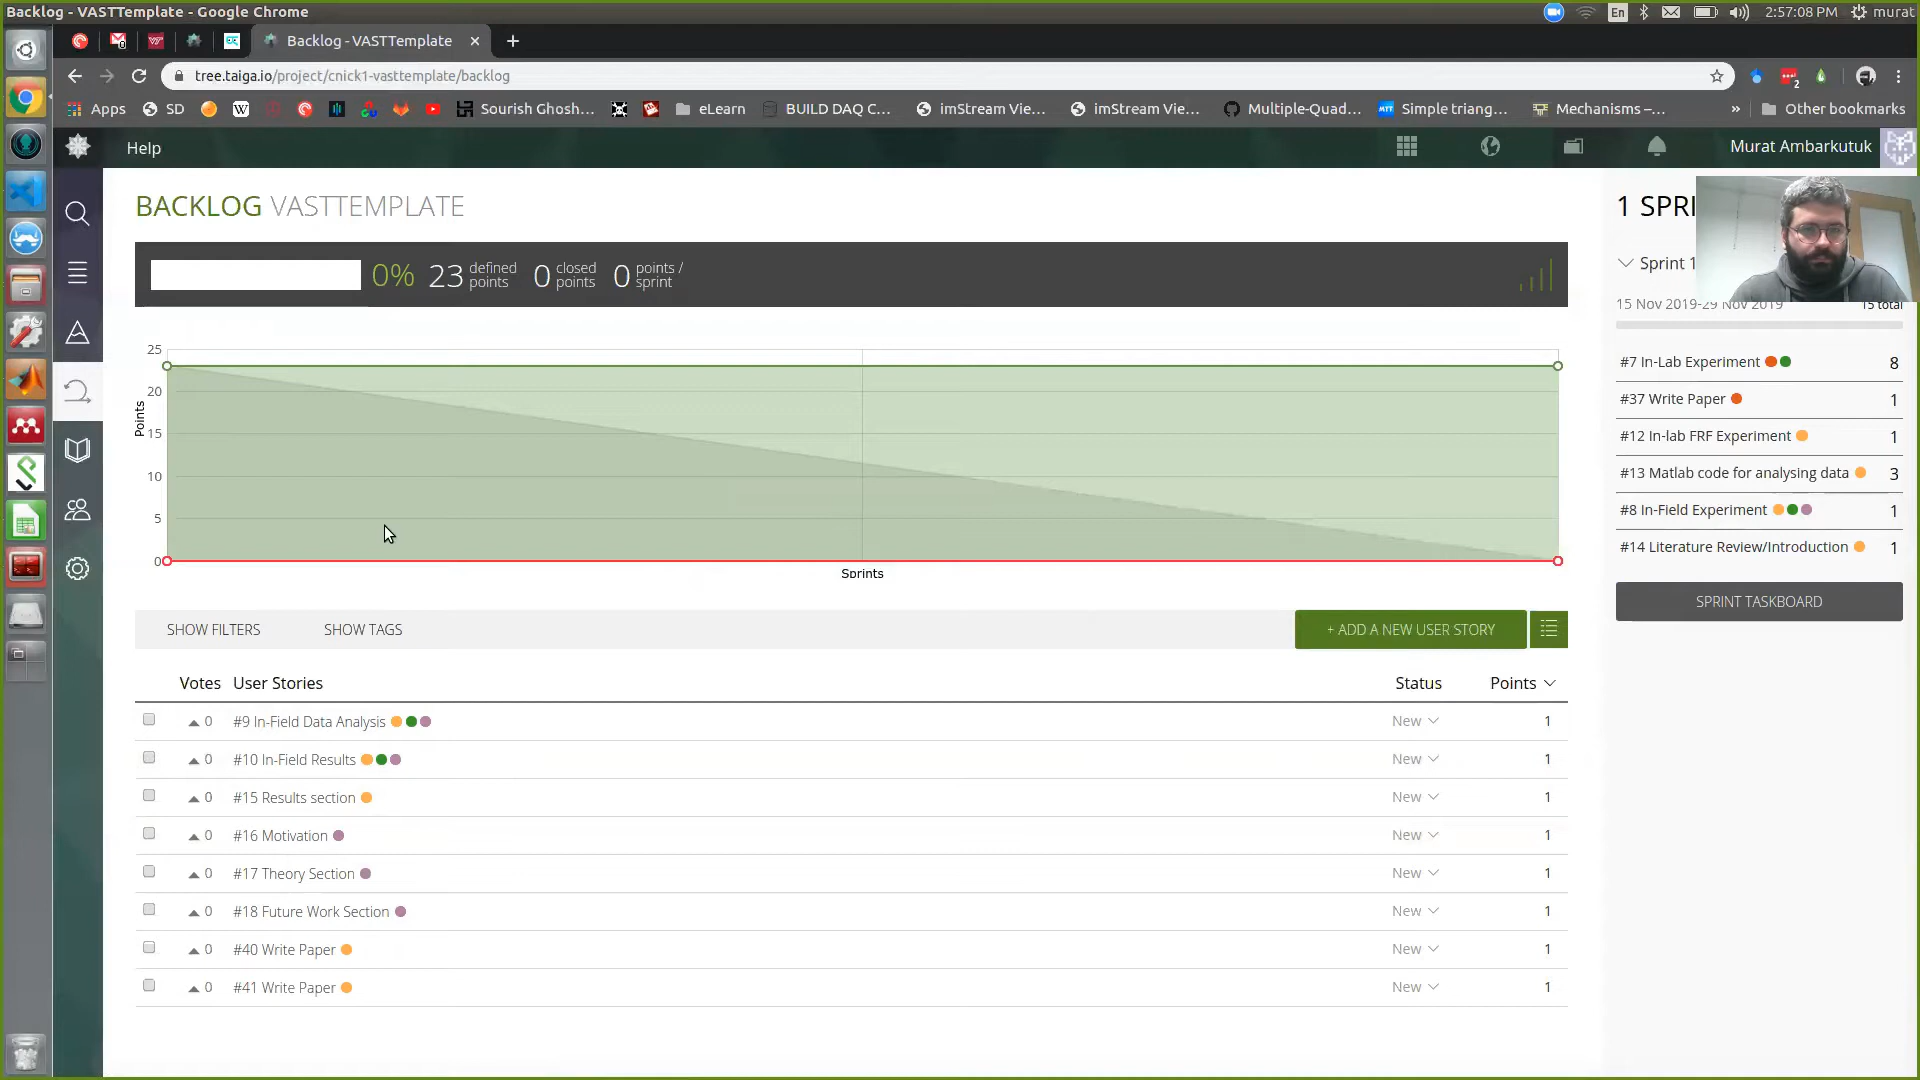 Backlog - VASTTemplate - Google Chrome
En
2:57:08 PM
murat
Backlog - VASTTemplate
tree.taiga.io/project/cnick1-vasttemplate/backlog
Apps
SD
Sourish Ghosh...
eLearn
BUILD DAQ C...
imStream Vie...
imStream Vie...
Multiple-Quad...
Simple triang...
Mechanisms –...
»
Other bookmarks
Help
Murat Ambarkutuk
BACKLOG VASTTEMPLATE
0% 23 defined points 0 closed points 0 points / sprint
25
20
15
10
5
0
Points
Sprints
SHOW FILTERS
SHOW TAGS
+ ADD A NEW USER STORY
Votes User Stories Status Points
0 #9 In-Field Data Analysis New 1
0 #10 In-Field Results New 1
0 #15 Results section New 1
0 #16 Motivation New 1
0 #17 Theory Section New 1
0 #18 Future Work Section New 1
0 #40 Write Paper New 1
0 #41 Write Paper New 1
1 SPRI
Sprint 1
15 Nov 2019-29 Nov 2019 15 total
#7 In-Lab Experiment 8
#37 Write Paper 1
#12 In-lab FRF Experiment 1
#13 Matlab code for analysing data 3
#8 In-Field Experiment 1
#14 Literature Review/Introduction 1
SPRINT TASKBOARD